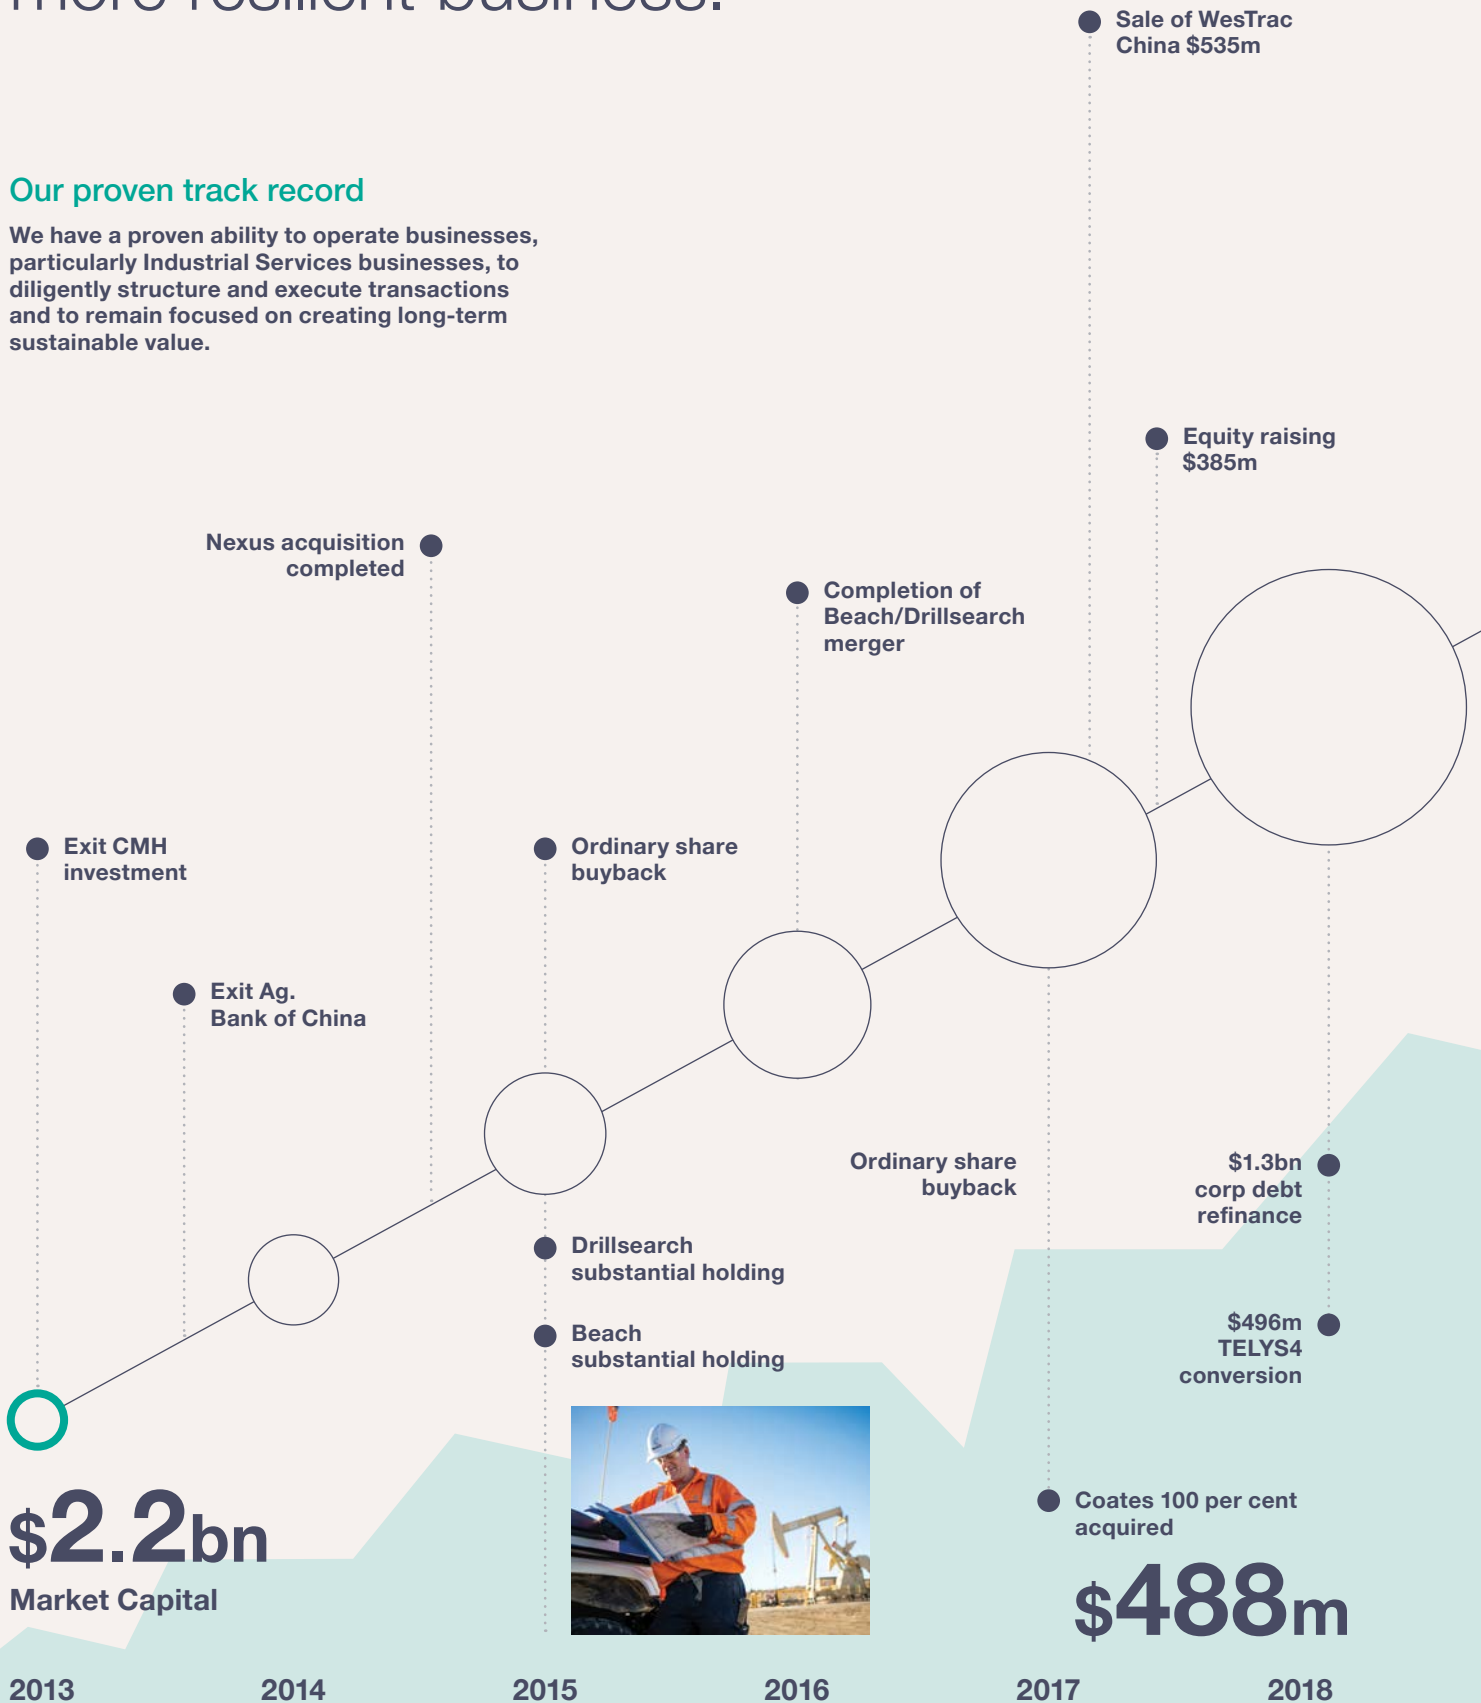 more resilient business.
Sale of WesTrac
China $535m
Our proven track record
We have a proven ability to operate businesses,
particularly Industrial Services businesses, to
diligently structure and execute transactions
and to remain focused on creating long-term
sustainable value.
Equity raising
$385m
Nexus acquisition
completed
Completion of
Beach/Drillsearch
merger
Exit CMH
investment
Ordinary share
buyback
Exit Ag.
Bank of China
Ordinary share
buyback
$1.3bn
corp debt
refinance
Drillsearch
substantial holding
Beach
substantial holding
$496m
TELYS4
conversion
Coates 100 per cent
acquired
$488m
$2.2bn
Market Capital
2013
2014
2015
2016
2017
2018